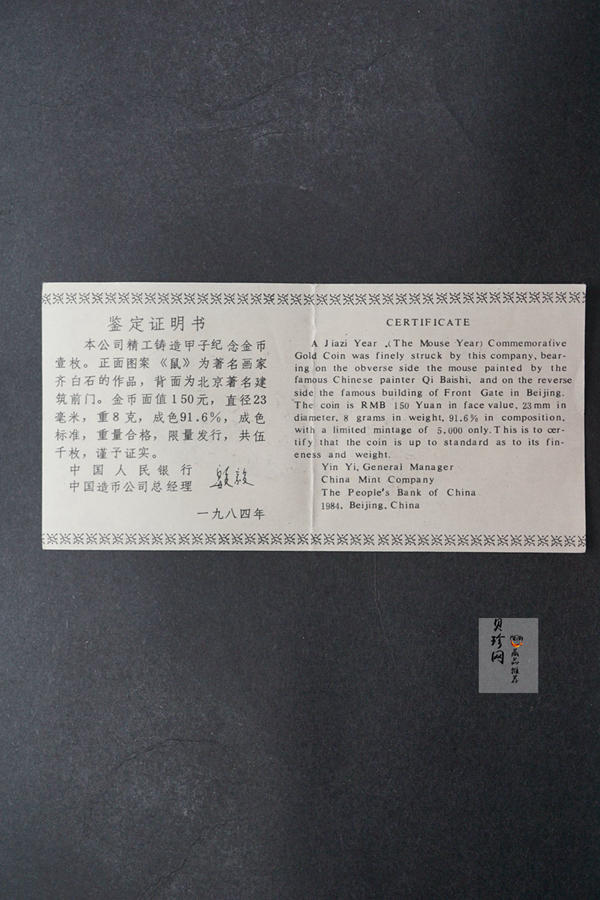 鉴定证明书
本公司精工铸造甲子纪念金币
壹枚。正面图案《鼠》为著名画家
齐白石的作品，背面为北京著名建
筑前门。金币面值150元，直径23
毫米，重8克，成色91.6%，成色
标准，重量合格，限量发行，共伍
千枚，谨予证实。
中国人民银行
中国造币公司总经理
一九八四年
CERTIFICATE
A Jiazi Year (The Mouse Year) Commemorative
Gold Coin was finely struck by this company, bear-
ing on the obverse side the mouse painted by the
famous Chinese painter Qi Baishi, and on the reverse
side the famous building of Front Gate in Beijing.
The coin is RMB 150 Yuan in face value, 23 mm in
diameter, 8 grams in weight, 91.6% in composition,
with a limited mintage of 5,000 only. This is to cer-
tify that the coin is up to standard as to its fin-
eness and weight.
Yin Yi, General Manager
China Mint Company
The People's Bank of China
1984, Beijing, China
贝珍网
藏品推荐